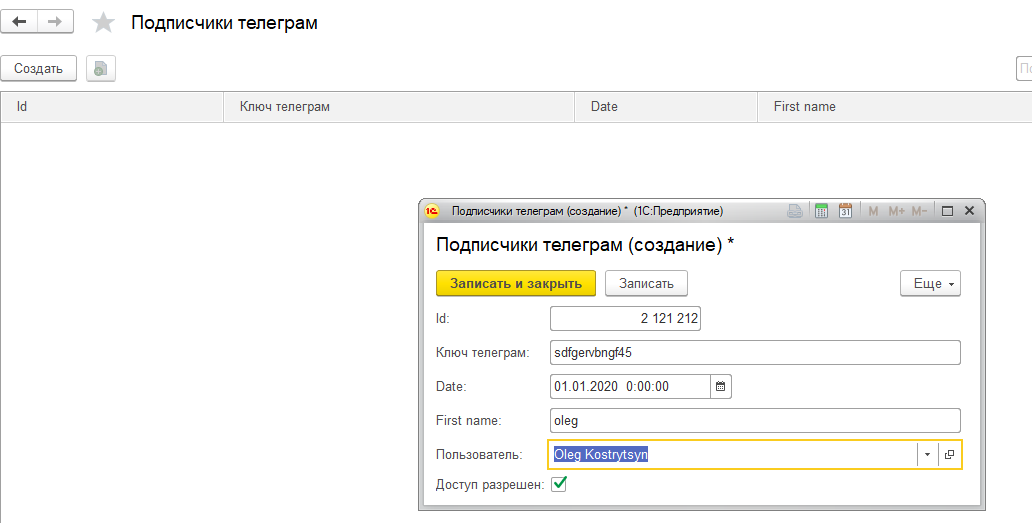 Подписчики телеграм
Создать
По
Id Ключ телеграм Date First name
1С Подписчики телеграм (создание) * (1С:Предприятие) 31 M M+ M-
Подписчики телеграм (создание) *
Записать и закрыть Записать Еще
Id: 2 121 212
Ключ телеграм: sdfgervbngf45
Date: 01.01.2020 0:00:00
First name: oleg
Пользователь: Oleg Kostrytsyn
Доступ разрешен: